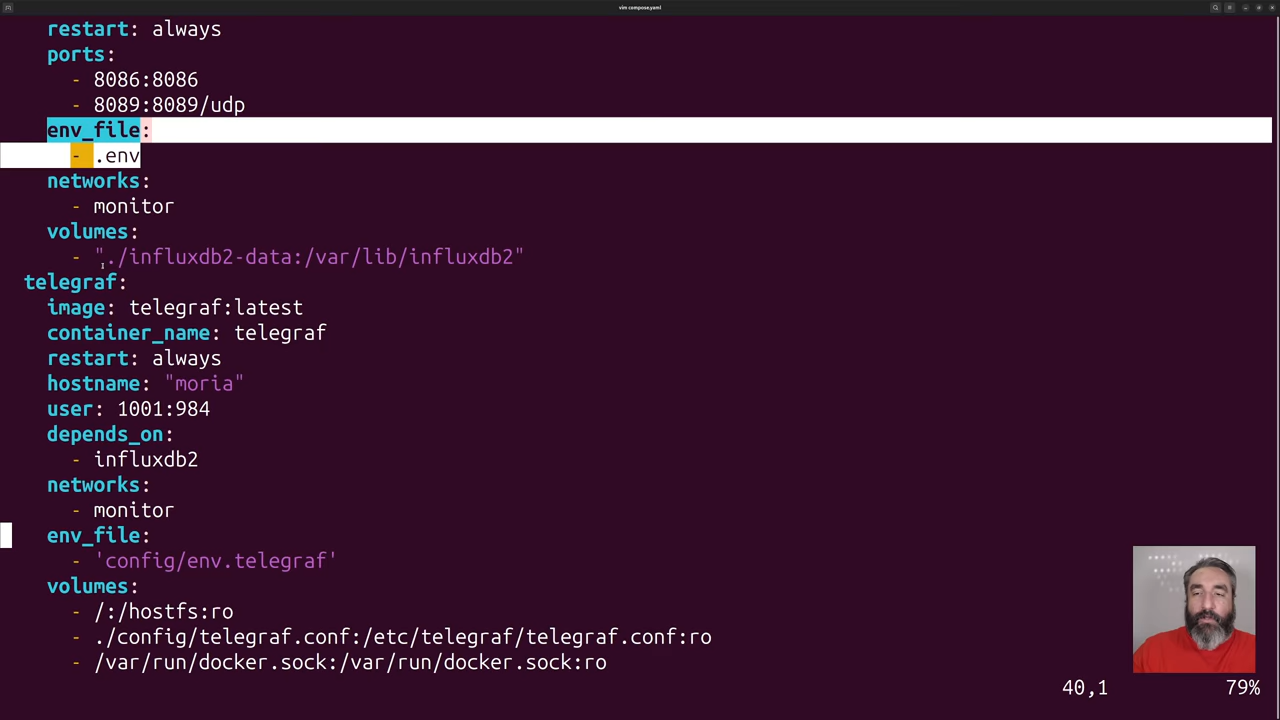 vim compose.yaml
restart: always
ports:
- 8086:8086
- 8089:8089/udp
env_file:
- .env
networks:
- monitor
volumes:
- "./influxdb2-data:/var/lib/influxdb2"
telegraf:
image: telegraf:latest
container_name: telegraf
restart: always
hostname: "moria"
user: 1001:984
depends_on:
- influxdb2
networks:
- monitor
env_file:
- 'config/env.telegraf'
volumes:
- /:/hostfs:ro
- ./config/telegraf.conf:/etc/telegraf/telegraf.conf:ro
- /var/run/docker.sock:/var/run/docker.sock:ro
40,1 79%